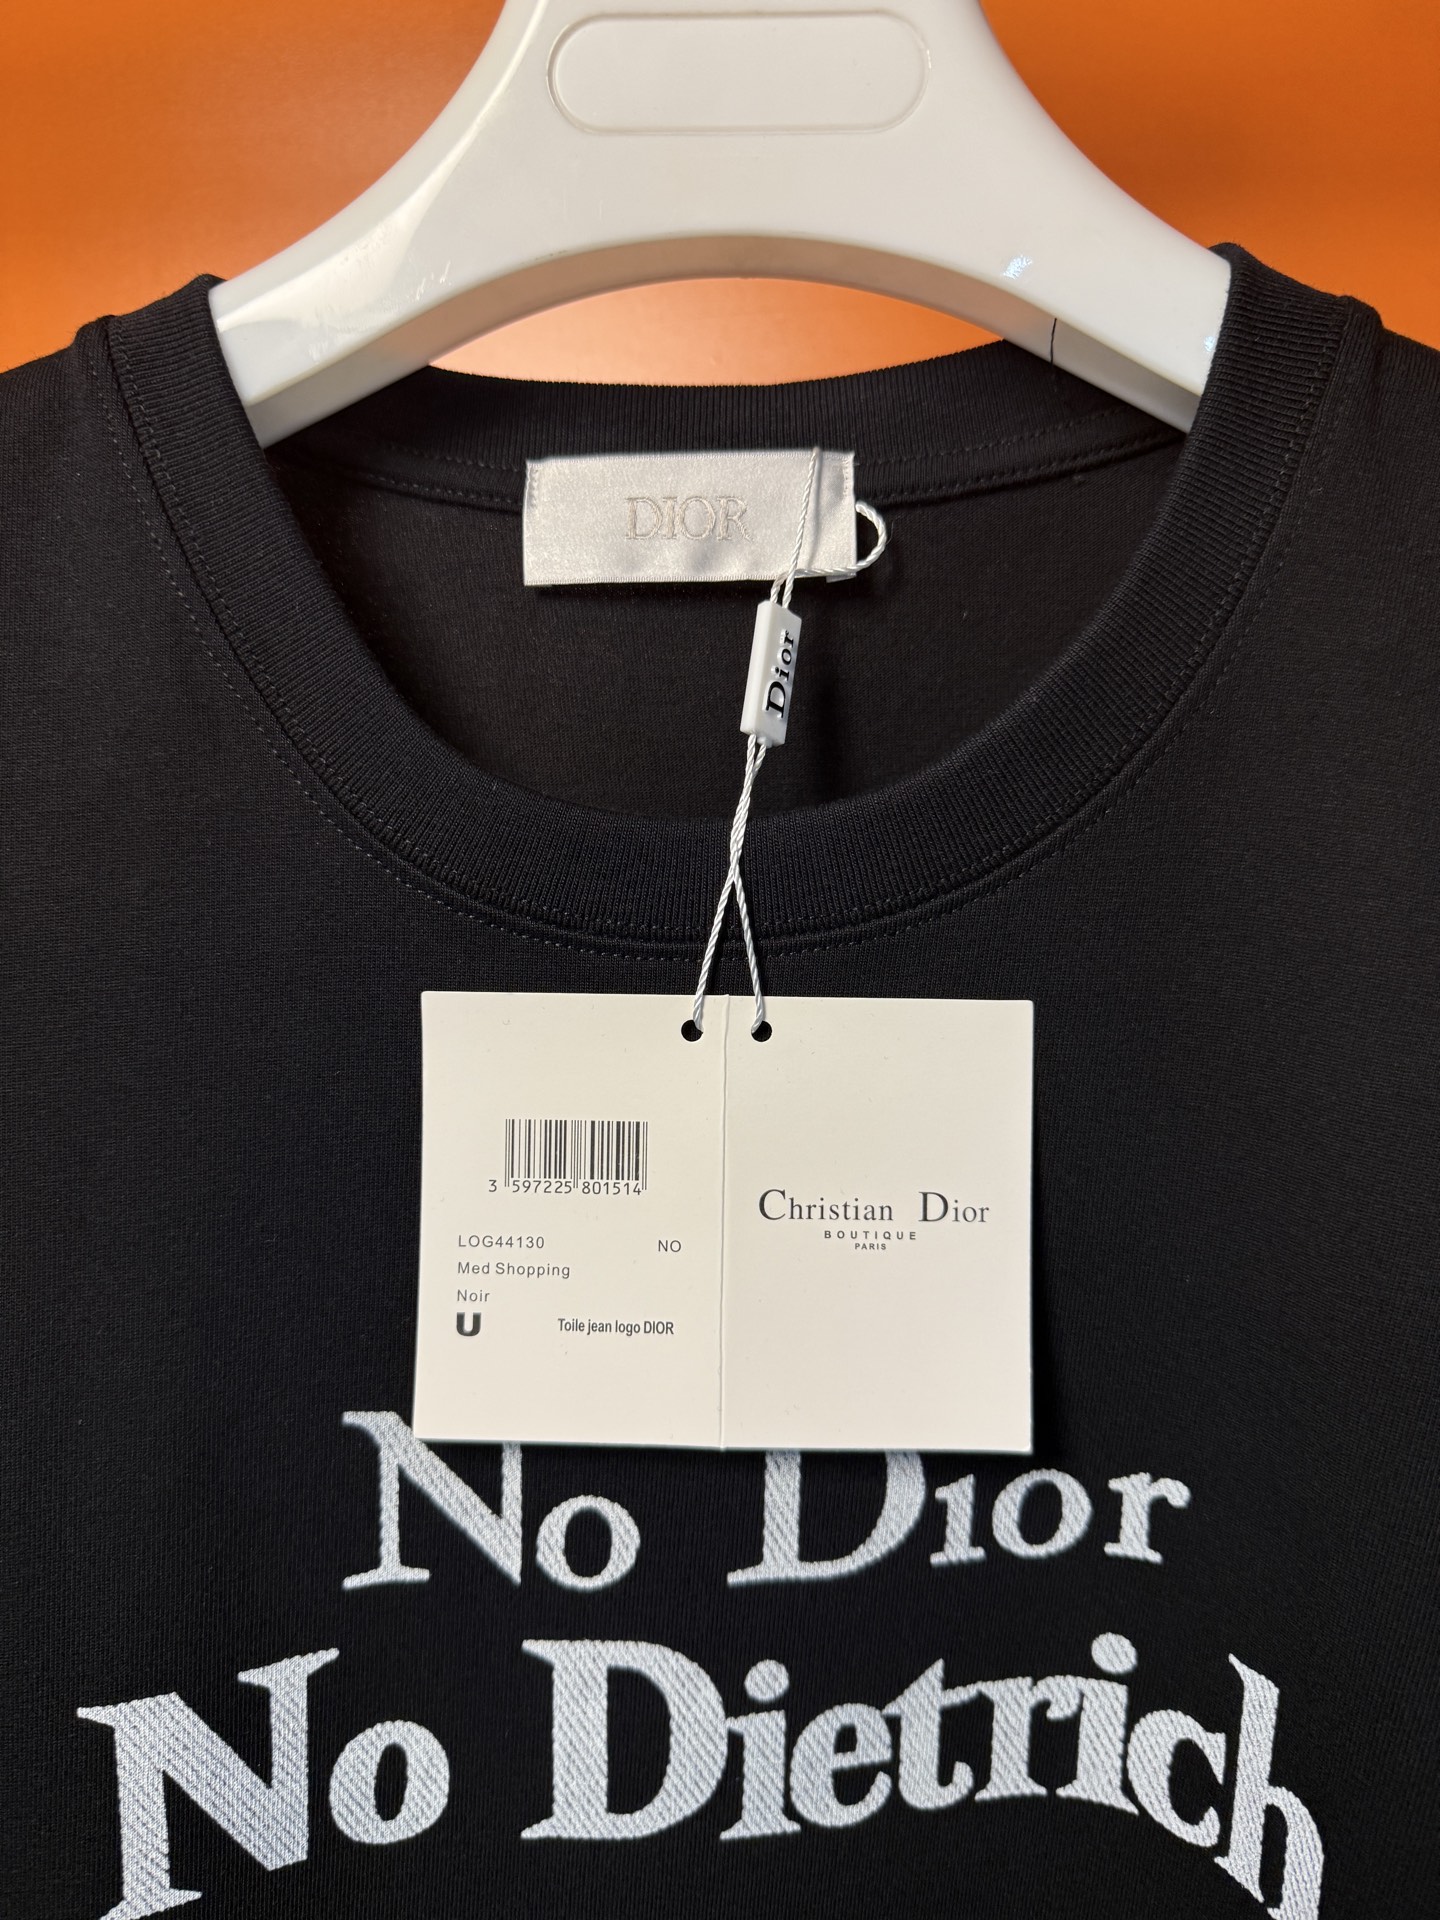 DIOR
Dior
3 597225 801514
LOG44130 NO
Med Shopping
Noir
U Toile jean logo DIOR
Christian Dior
BOUTIQUE
PARIS
No Dior
No Dietrich